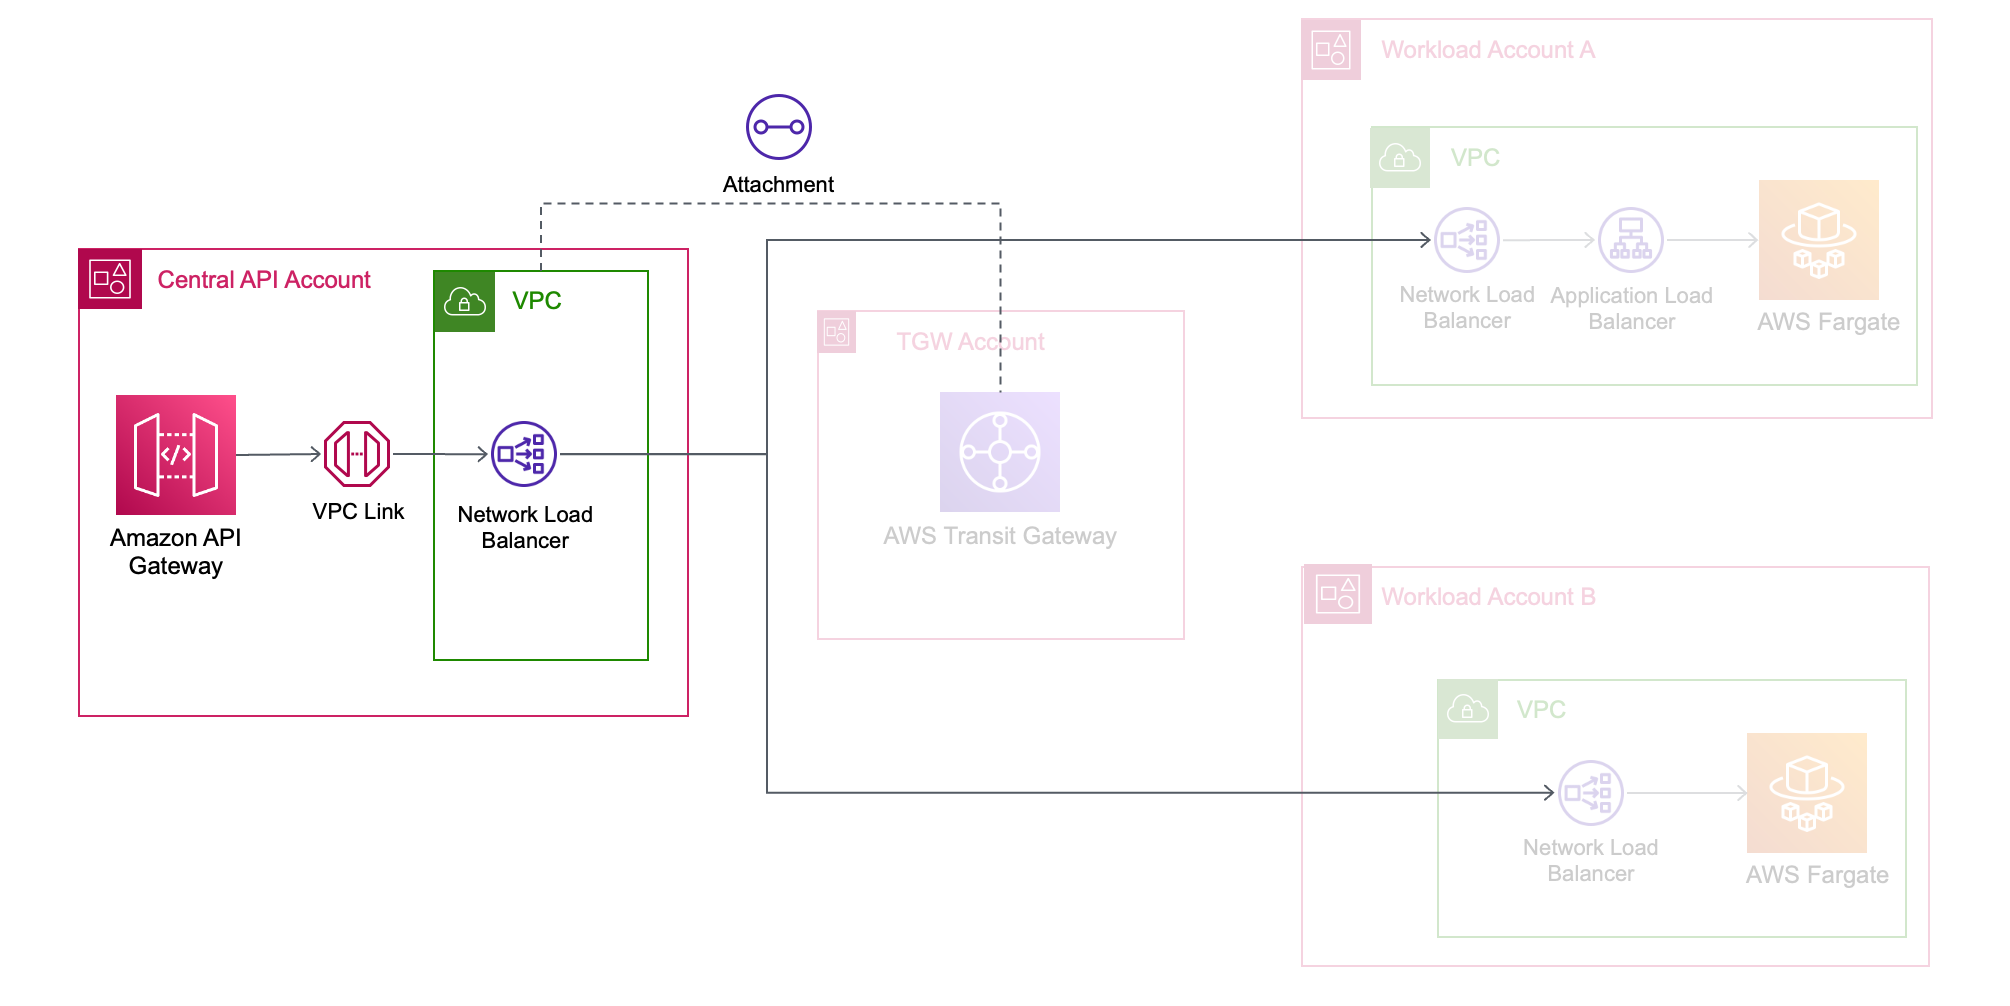 Workload Account A
VPC
Network Load
Balancer
Application Load
Balancer
AWS Fargate
Attachment
Central API Account
VPC
Amazon API
Gateway
VPC Link
Network Load
Balancer
TGW Account
AWS Transit Gateway
Workload Account B
VPC
Network Load
Balancer
AWS Fargate